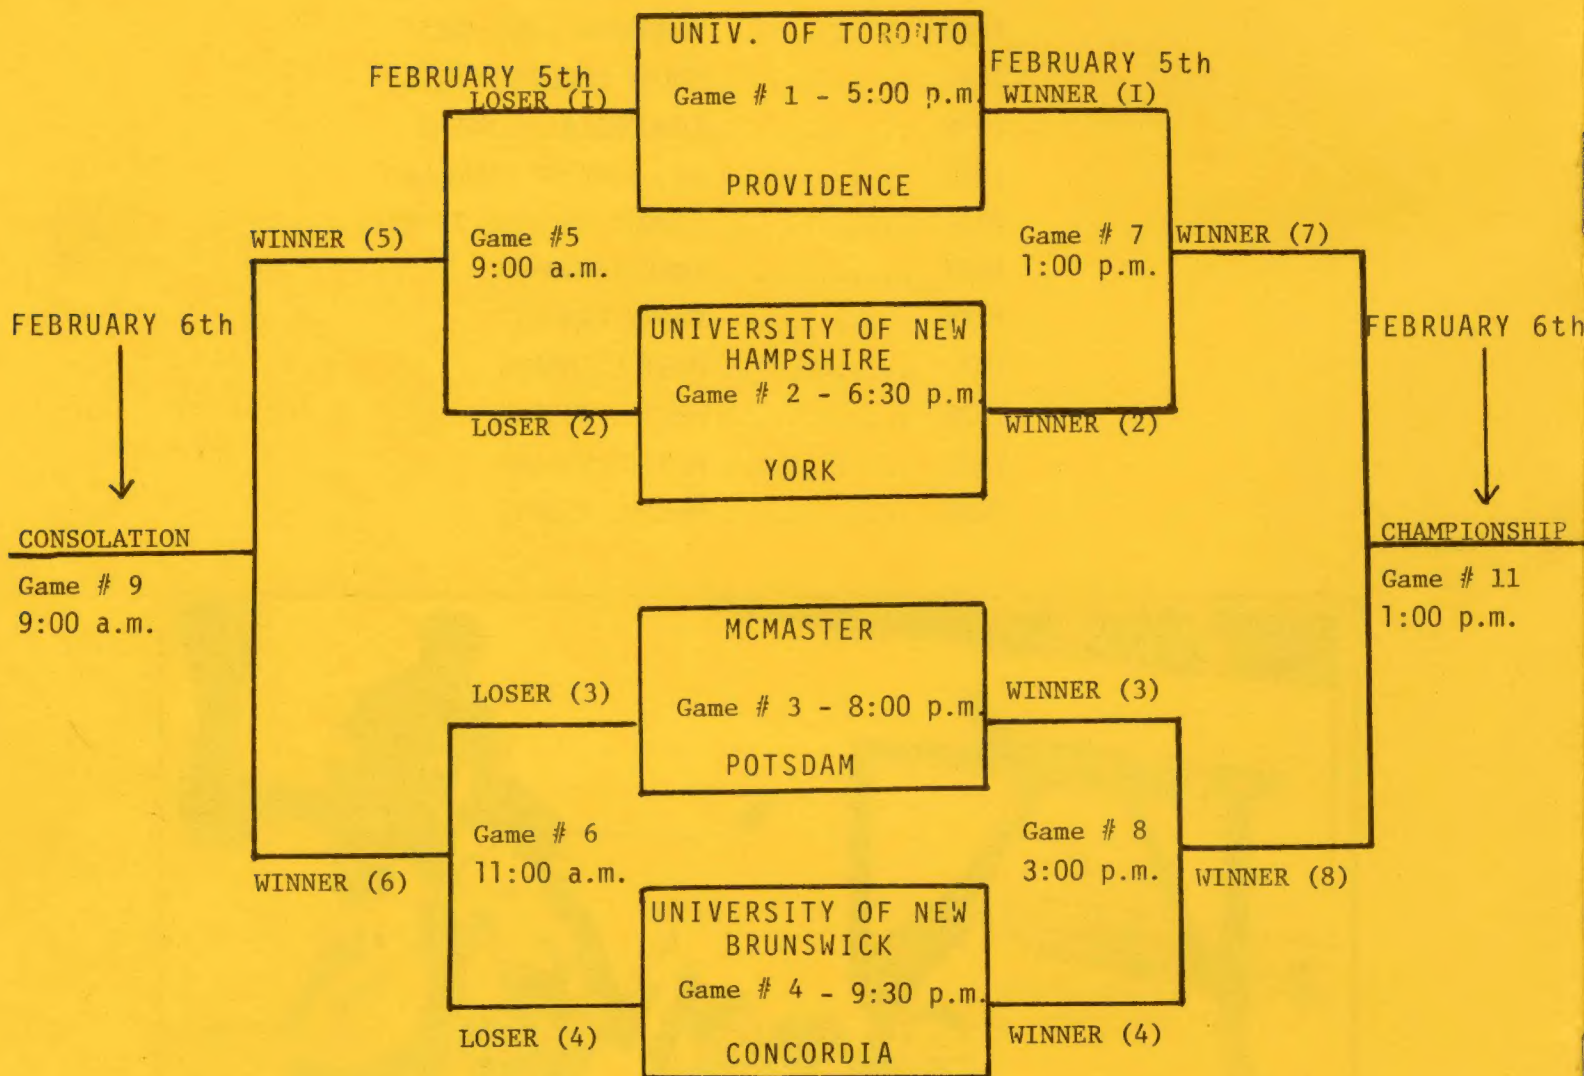 UNIV. OF TORONTO
FEBRUARY 5th
FEBRUARY 5th
LOSER (I)
Game # 1 - 5:00 p.m.
WINNER (I)
PROVIDENCE
WINNER (5)
Game #5
9:00 a.m.
Game # 7
1:00 p.m.
WINNER (7)
FEBRUARY 6th
UNIVERSITY OF NEW
HAMPSHIRE
Game # 2 - 6:30 p.m.
FEBRUARY 6th
LOSER (2)
WINNER (2)
YORK
CONSOLATION
Game # 9
9:00 a.m.
CHAMPIONSHIP
Game # 11
1:00 p.m.
MCMASTER
LOSER (3)
Game # 3 - 8:00 p.m.
WINNER (3)
POTSDAM
Game # 6
11:00 a.m.
Game # 8
3:00 p.m.
WINNER (6)
WINNER (8)
UNIVERSITY OF NEW
BRUNSWICK
Game # 4 - 9:30 p.m.
LOSER (4)
WINNER (4)
CONCORDIA